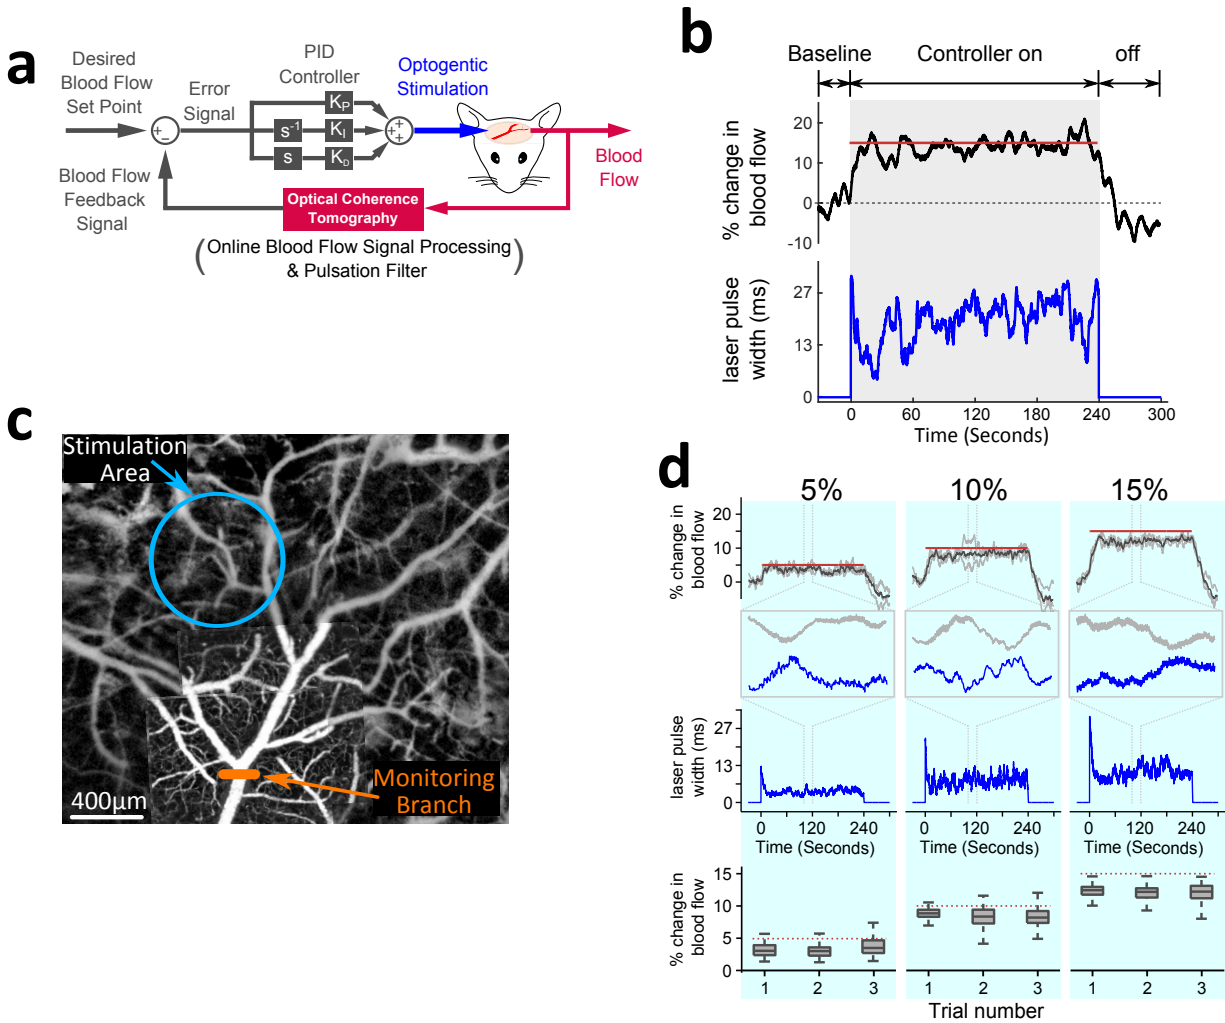 a
Desired
Blood Flow
Set Point
Error
Signal
PID
Controller
Optogentic
Stimulation
+
−
s⁻¹
s
K_P
K_I
K_D
+
+
+
Blood
Flow
Blood Flow
Feedback
Signal
Optical Coherence
Tomography
(Online Blood Flow Signal Processing
& Pulsation Filter)
b
Baseline
Controller on
off
% change in
blood flow
20
10
0
-10
laser pulse
width (ms)
27
13
0
0 60 120 180 240 300
Time (Seconds)
c
Stimulation
Area
Monitoring
Branch
400µm
d
5% 10% 15%
% change in
blood flow
20
10
0
laser pulse
width (ms)
27
13
0
0 120 240 0 120 240 0 120 240
Time (Seconds) Time (Seconds) Time (Seconds)
% change in
blood flow
15
10
5
0
1 2 3 1 2 3 1 2 3
Trial number